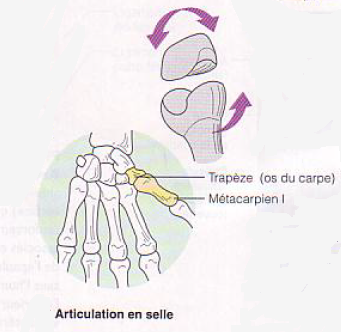 Trapèze (os du carpe)
Métacarpien I
Articulation en selle